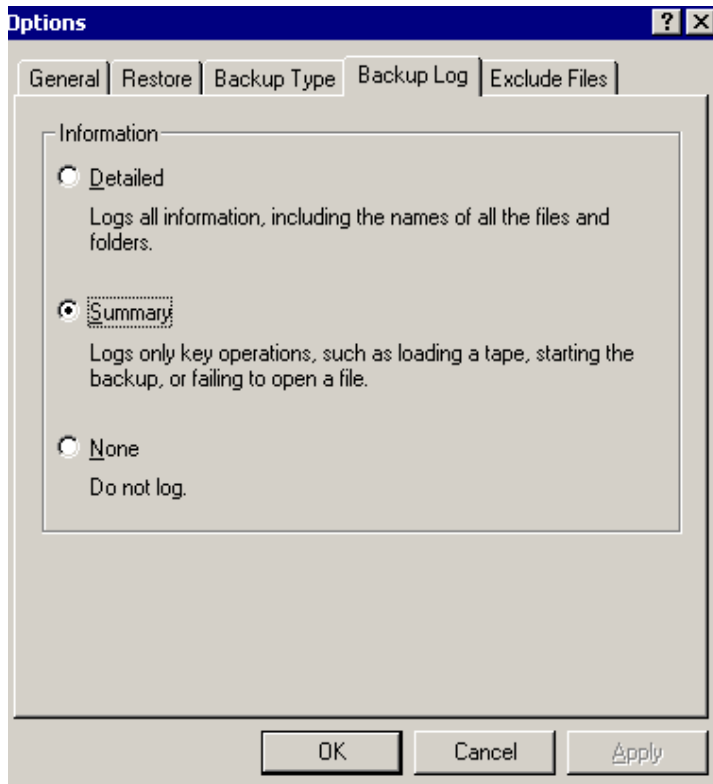 Options
General Restore Backup Type Backup Log Exclude Files
Information
Detailed
Logs all information, including the names of all the files and
folders.
Summary
Logs only key operations, such as loading a tape, starting the
backup, or failing to open a file.
None
Do not log.
OK Cancel Apply